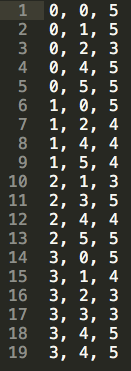 1 0, 0, 5
2 0, 1, 5
3 0, 2, 3
4 0, 4, 5
5 0, 5, 5
6 1, 0, 5
7 1, 2, 4
8 1, 4, 4
9 1, 5, 4
10 2, 1, 3
11 2, 3, 5
12 2, 4, 4
13 2, 5, 5
14 3, 0, 5
15 3, 1, 4
16 3, 2, 3
17 3, 3, 3
18 3, 4, 5
19 3, 4, 5